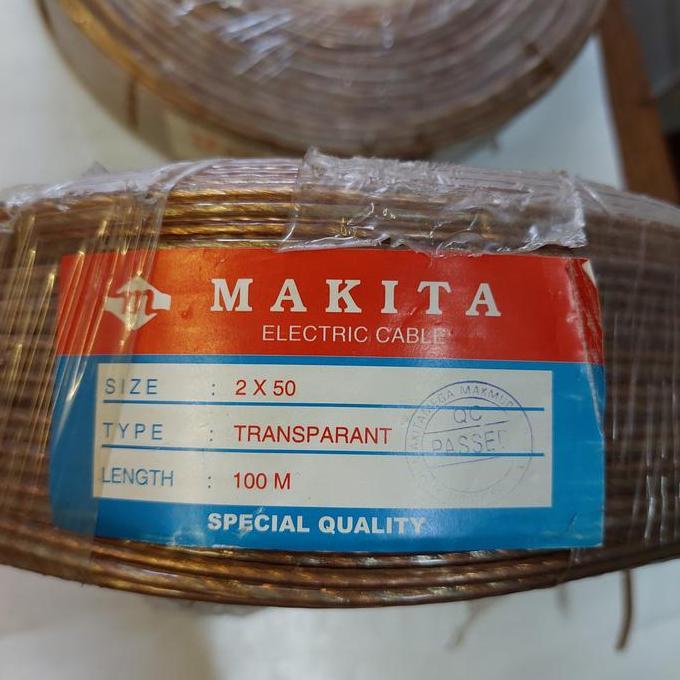 MAKITA
ELECTRIC CABLE
SIZE : 2 X 50
TYPE : TRANSPARANT
LENGTH : 100 M
QC
PASSED
SPECIAL QUALITY